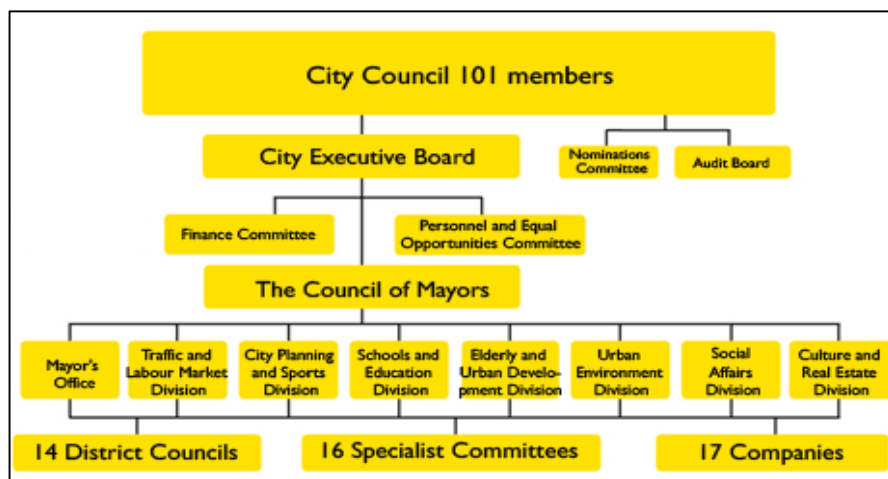 City Council 101 members
City Executive Board
Nominations
Committee
Audit Board
Finance Committee
Personnel and Equal
Opportunities Committee
The Council of Mayors
Mayor's
Office
Traffic and
Labour Market
Division
City Planning
and Sports
Division
Schools and
Education
Division
Elderly and
Urban Develo-
pment Division
Urban
Environment
Division
Social
Affairs
Division
Culture and
Real Estate
Division
14 District Councils
16 Specialist Committees
17 Companies